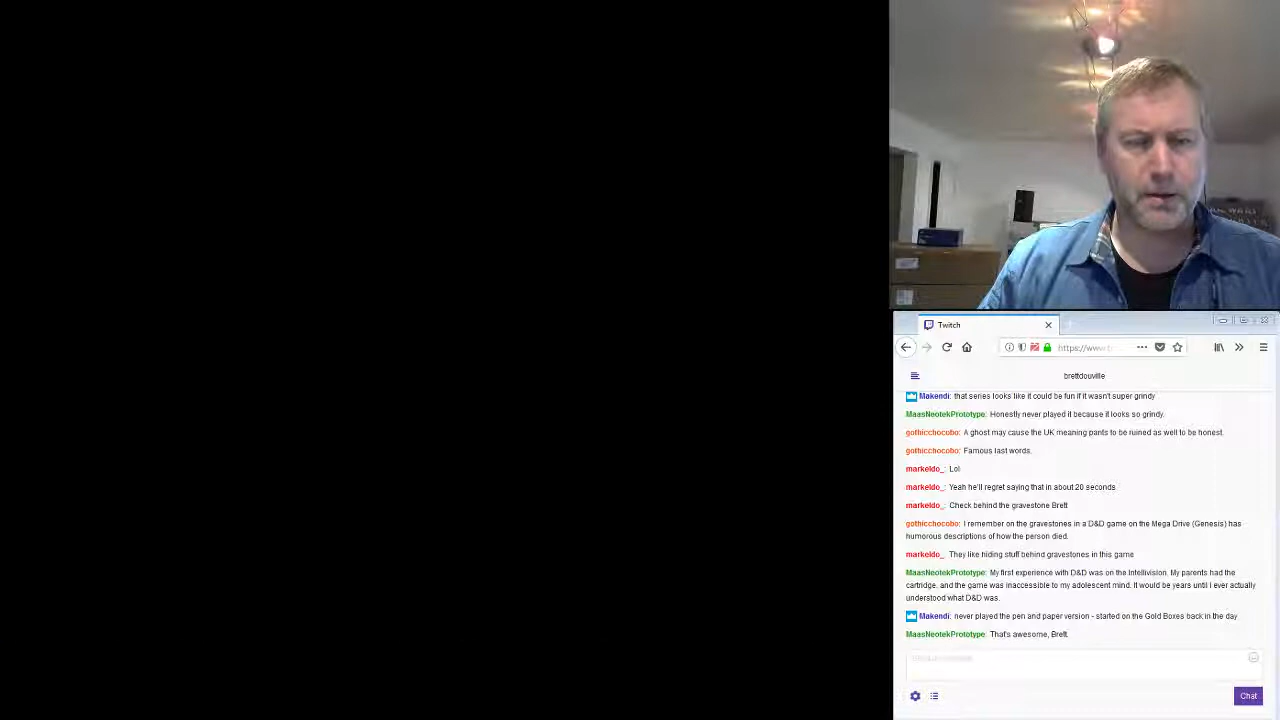 WAR
Twitch
https://www.t
brettdouville
Makendi: that series looks like it could be fun if it wasn't super grindy
MaasNeotekPrototype: Honestly never played it because it looks so grindy.
gothicchocobo: A ghost may cause the UK meaning pants to be ruined as well to be honest.
gothicchocobo: Famous last words.
markeldo_: Lol
markeldo_: Yeah he'll regret saying that in about 20 seconds
markeldo_: Check behind the gravestone Brett
gothicchocobo: I remember on the gravestones in a D&D game on the Mega Drive (Genesis) has
humorous descriptions of how the person died.
markeldo_: They like hiding stuff behind gravestones in this game
MaasNeotekPrototype: My first experience with D&D was on the Intellivision. My parents had the
cartridge, and the game was inaccessible to my adolescent mind. It would be years until I ever actually
understood what D&D was.
Makendi: never played the pen and paper version - started on the Gold Boxes back in the day
MaasNeotekPrototype: That's awesome, Brett.
Chat